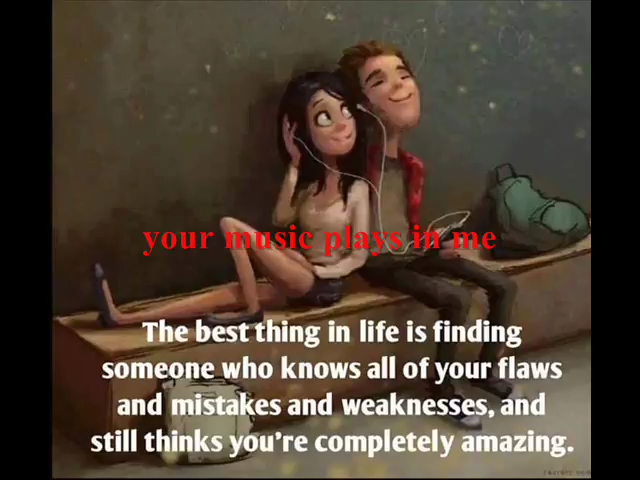 your music plays in me
The best thing in life is finding
someone who knows all of your flaws
and mistakes and weaknesses, and
still thinks you're completely amazing.